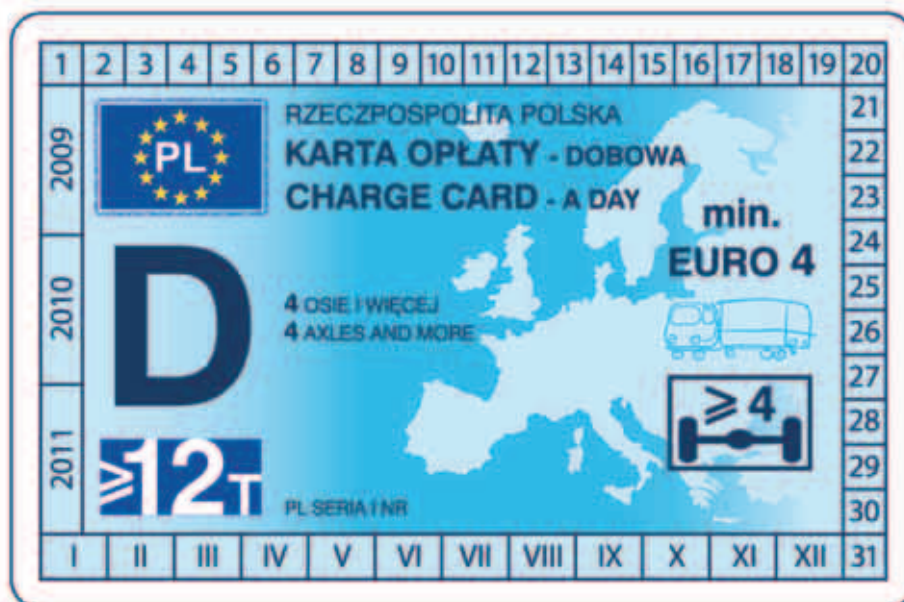 1 2 3 4 5 6 7 8 9 10 11 12 13 14 15 16 17 18 19 20
21
22
23
24
25
26
27
28
29
30
31
2009
2010
2011
PL
RZECZPOSPOLITA POLSKA
KARTA OPŁATY - DOBOWA
CHARGE CARD - A DAY
min.
EURO 4
D
4 OSIE I WIĘCEJ
4 AXLES AND MORE
≥ 4
≥12T
PL SERIA I NR
I II III IV V VI VII VIII IX X XI XII